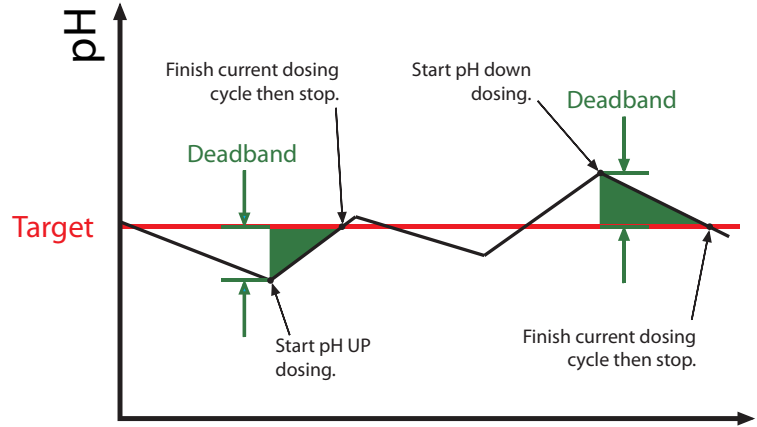 pH
Finish current dosing
cycle then stop.
Start pH down
dosing.
Deadband
Deadband
Target
Start pH UP
dosing.
Finish current dosing
cycle then stop.